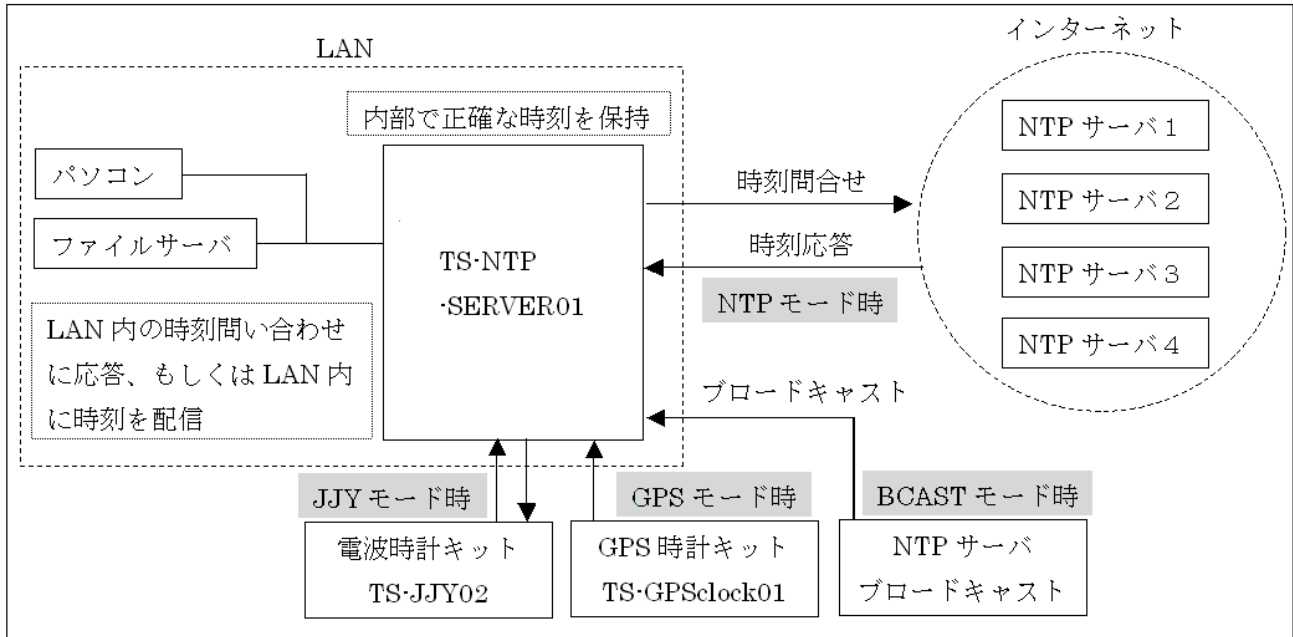 LAN
インターネット
内部で正確な時刻を保持
パソコン
ファイルサーバ
TS-NTP
-SERVER01
LAN 内の時刻問い合わせ
に応答、もしくは LAN 内
に時刻を配信
時刻問合せ
時刻応答
NTP モード時
NTP サーバ１
NTP サーバ２
NTP サーバ３
NTP サーバ４
ブロードキャスト
JJY モード時
GPS モード時
BCAST モード時
電波時計キット
TS-JJY02
GPS 時計キット
TS-GPSclock01
NTP サーバ
ブロードキャスト